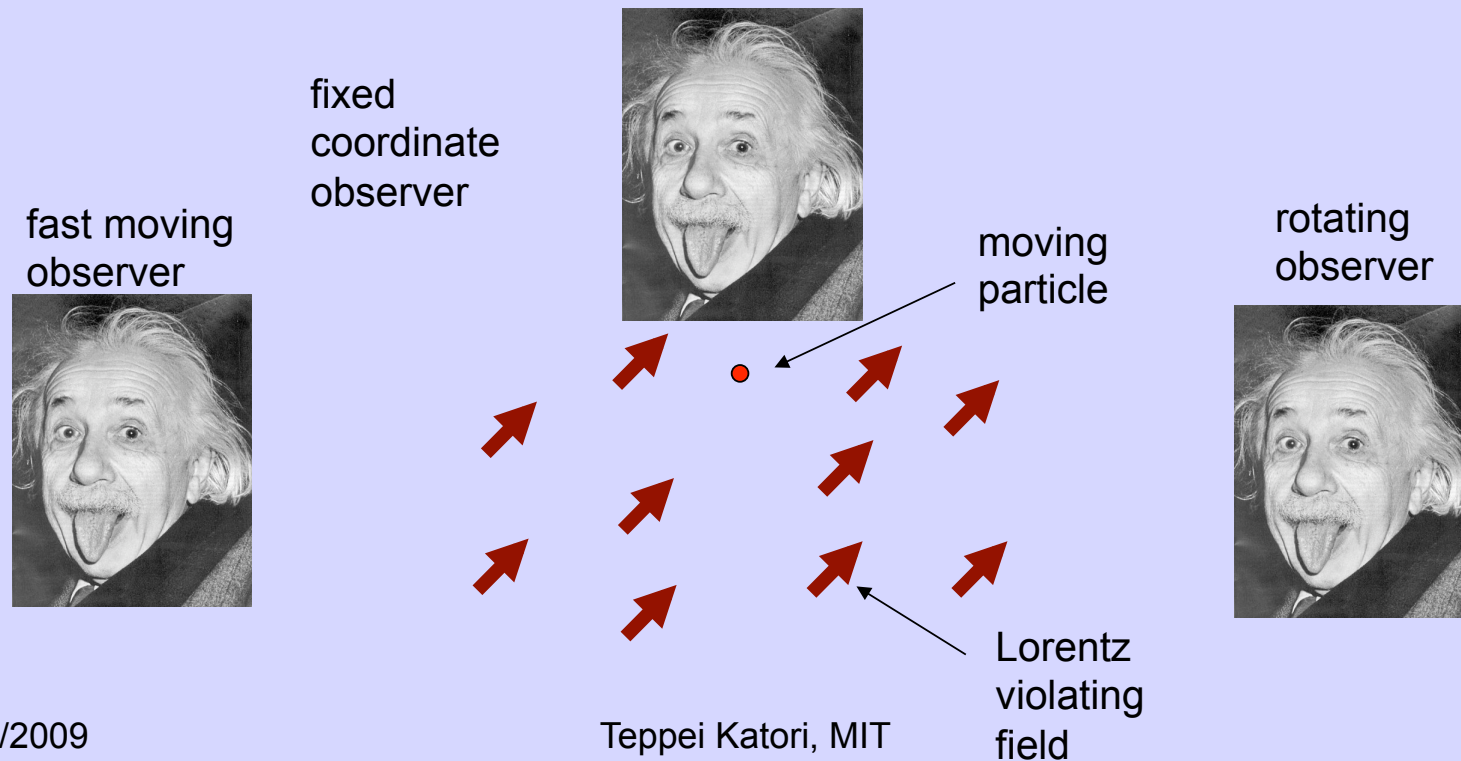 fixed
coordinate
observer
fast moving
observer
moving
particle
rotating
observer
Lorentz
violating
field
/2009
Teppei Katori, MIT